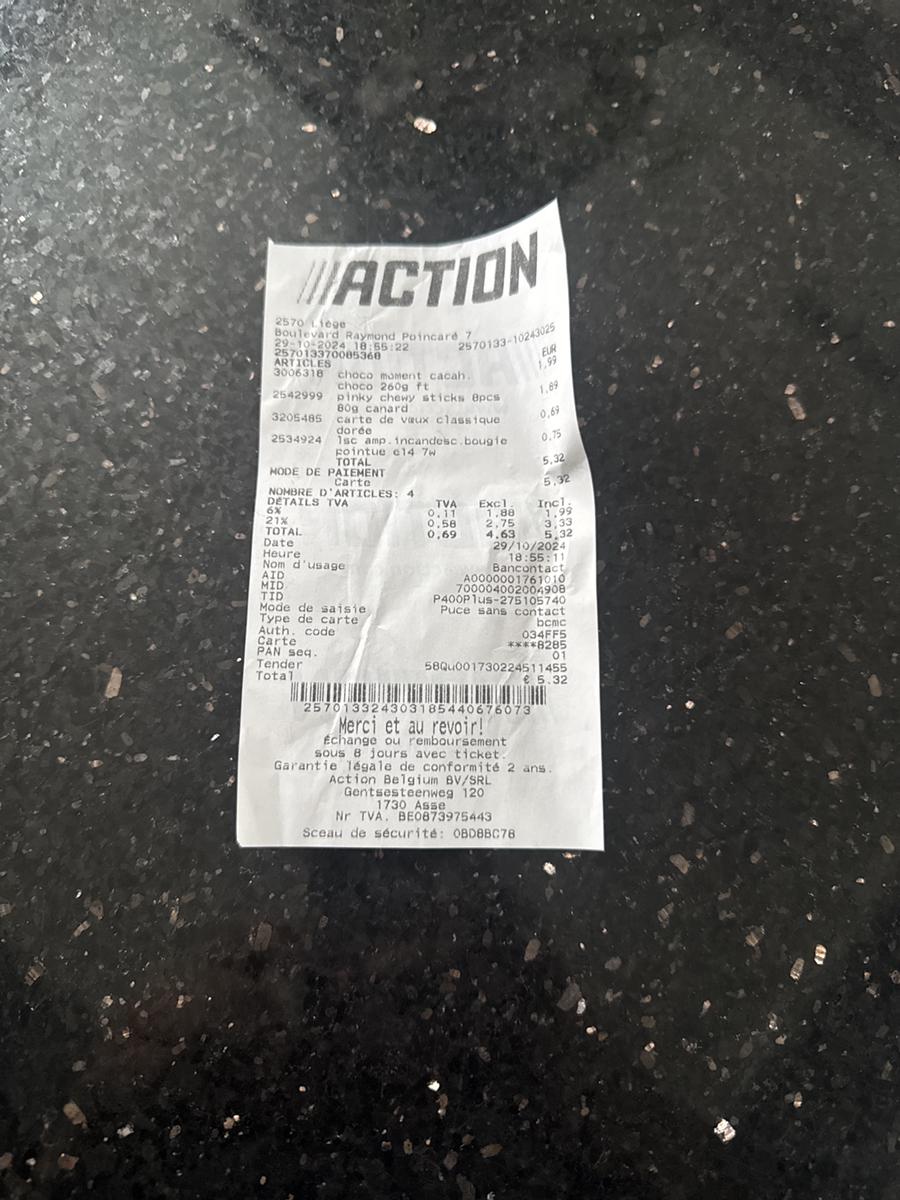 ACTION
2570 Liège
Boulevard Raymond Poincaré 7
29-10-2024 18:55:22 2570133-10243025
257013370085368 EUR
ARTICLES 1,99
3006318 choco moment cacah.
choco 260g ft 1,89
2542999 pinky chewy sticks 8pcs
80g canard 0,69
3205485 carte de vœux classique
dorée 0,75
2534924 lsc amp.incandesc.bougie
pointue e14 7w
TOTAL 5,32
MODE DE PAIEMENT
Carte 5,32
NOMBRE D'ARTICLES: 4
DÉTAILS TVA TVA Excl. Incl.
6% 0,11 1,88 1,99
21% 0,58 2,75 3,33
TOTAL 0,69 4,63 5,32
Date 29/10/2024
Heure 18:55:11
Nom d'usage Bancontact
AID A0000001761010
MID 700004002004908
TID P400Plus-275105740
Mode de saisie Puce sans contact
Type de carte bcmc
Auth. code 034FF5
Carte ****8285
PAN seq. 01
Tender 58Qu001730224511455
Total € 5.32
257013324303185440676073
Merci et au revoir!
Échange ou remboursement
sous 8 jours avec ticket.
Garantie légale de conformité 2 ans.
Action Belgium BV/SRL
Gentsesteenweg 120
1730 Asse
Nr TVA. BE0873975443
Sceau de sécurité: 0BD8BC78